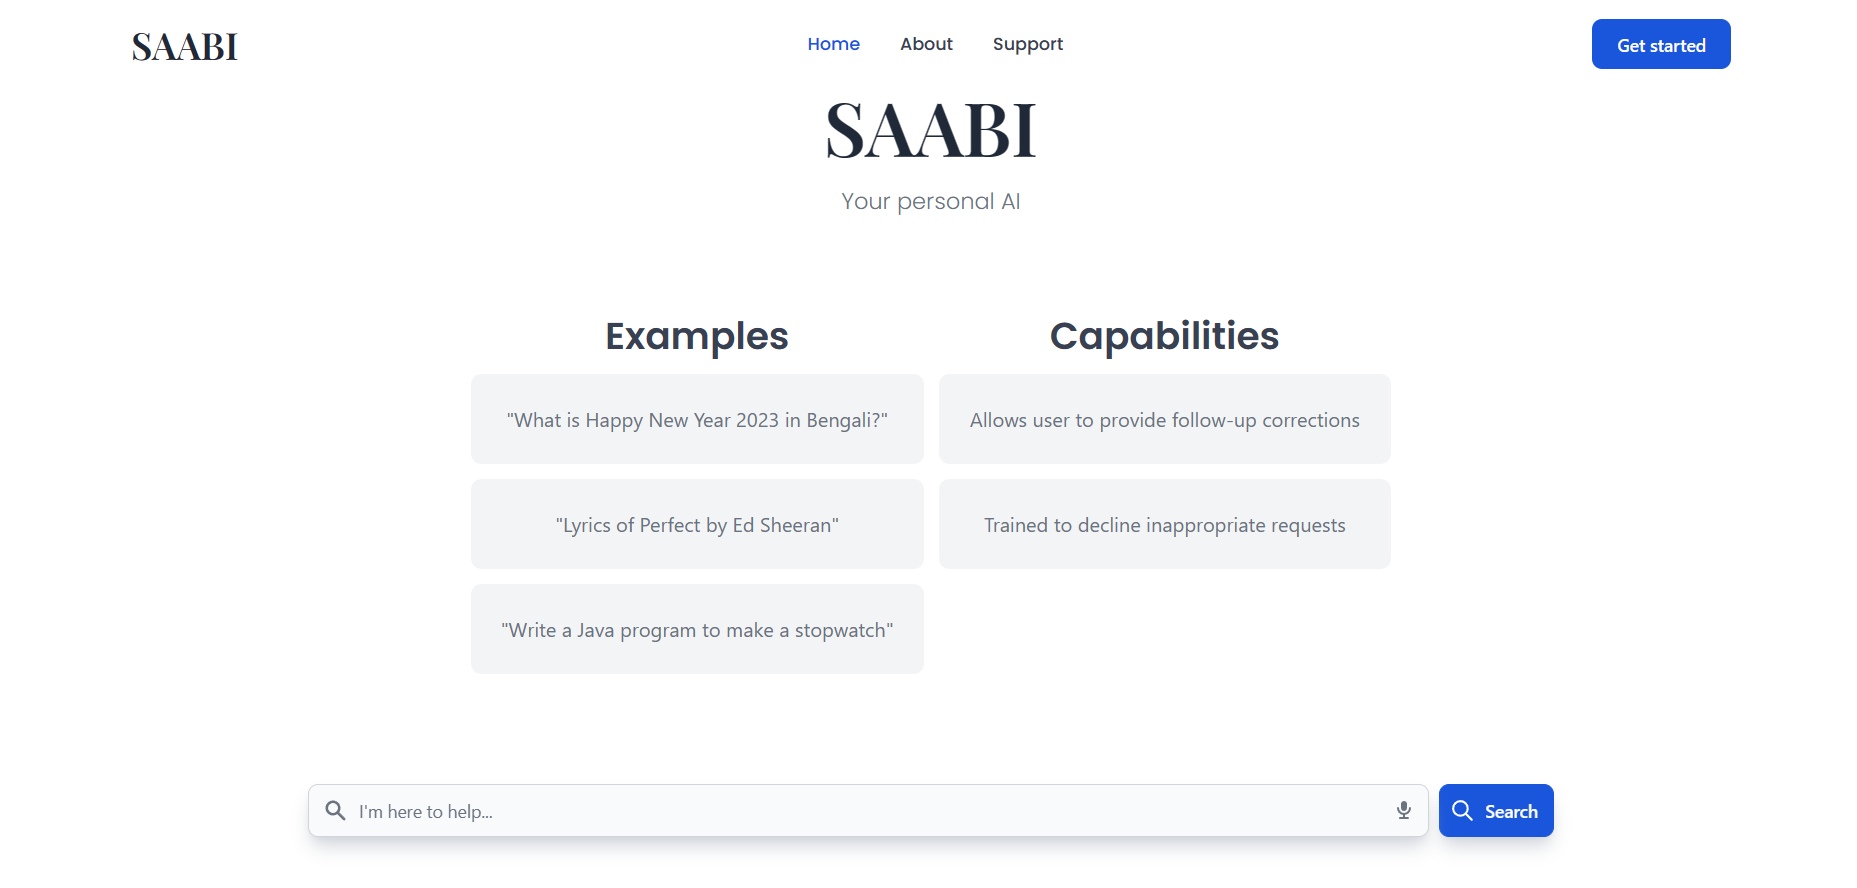 SAABI
Home About Support
Get started
SAABI
Your personal AI
Examples
"What is Happy New Year 2023 in Bengali?"
"Lyrics of Perfect by Ed Sheeran"
"Write a Java program to make a stopwatch"
Capabilities
Allows user to provide follow-up corrections
Trained to decline inappropriate requests
I'm here to help...
Search